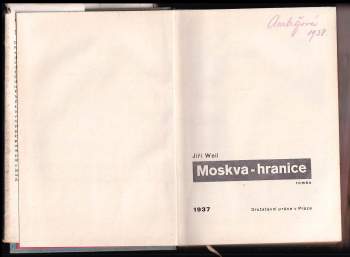 1938
Jiří Weil
Moskva-hranice
román
1937
Družstevní práce v Praze